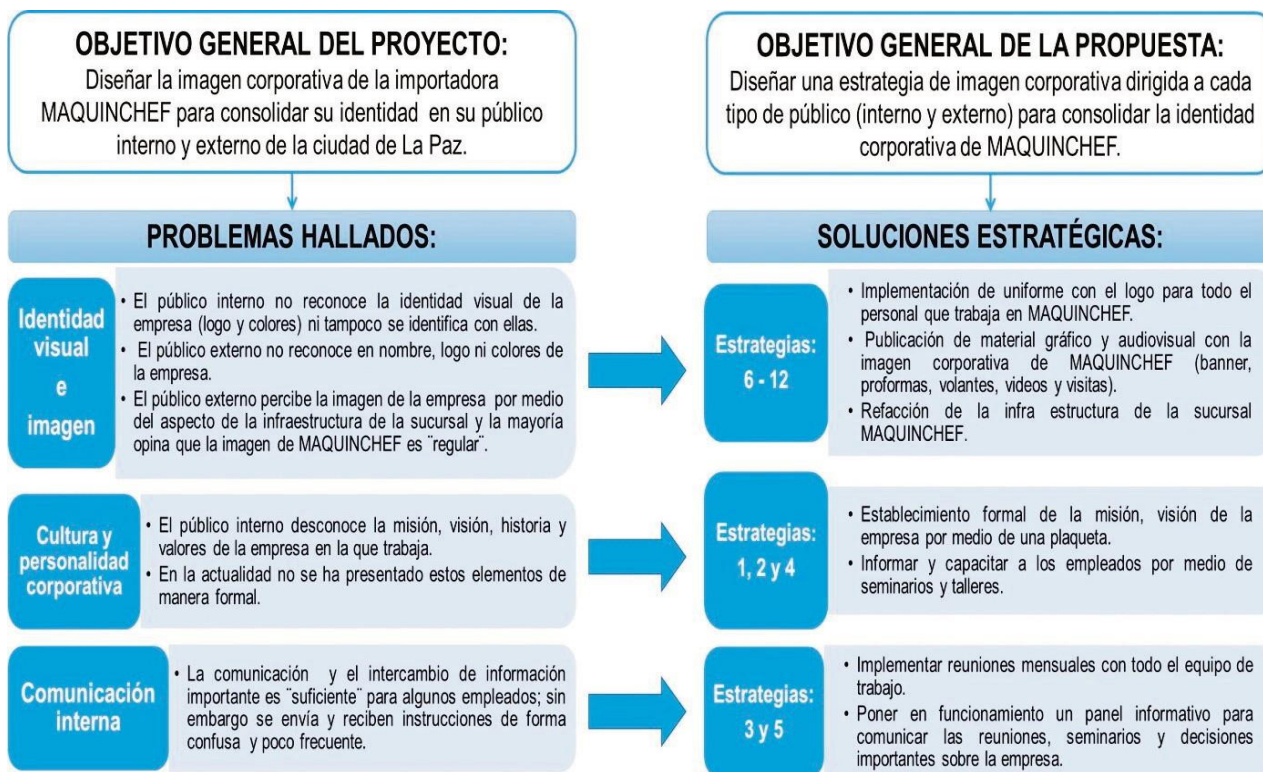 OBJETIVO GENERAL DEL PROYECTO:
Diseñar la imagen corporativa de la importadora
MAQUINCHEF para consolidar su identidad en su público
interno y externo de la ciudad de La Paz.
OBJETIVO GENERAL DE LA PROPUESTA:
Diseñar una estrategia de imagen corporativa dirigida a cada
tipo de público (interno y externo) para consolidar la identidad
corporativa de MAQUINCHEF.
PROBLEMAS HALLADOS:
SOLUCIONES ESTRATÉGICAS:
Identidad
visual
e
imagen
• El público interno no reconoce la identidad visual de la
empresa (logo y colores) ni tampoco se identifica con ellas.
• El público externo no reconoce en nombre, logo ni colores de
la empresa.
• El público externo percibe la imagen de la empresa por medio
del aspecto de la infraestructura de la sucursal y la mayoría
opina que la imagen de MAQUINCHEF es ¨regular¨.
Estrategias:
6 - 12
• Implementación de uniforme con el logo para todo el
personal que trabaja en MAQUINCHEF.
• Publicación de material gráfico y audiovisual con la
imagen corporativa de MAQUINCHEF (banner,
proformas, volantes, videos y visitas).
• Refacción de la infra estructura de la sucursal
MAQUINCHEF.
Cultura y
personalidad
corporativa
• El público interno desconoce la misión, visión, historia y
valores de la empresa en la que trabaja.
• En la actualidad no se ha presentado estos elementos de
manera formal.
Estrategias:
1, 2 y 4
• Establecimiento formal de la misión, visión de la
empresa por medio de una plaqueta.
• Informar y capacitar a los empleados por medio de
seminarios y talleres.
Comunicación
interna
• La comunicación y el intercambio de información
importante es ¨suficiente¨ para algunos empleados; sin
embargo se envía y reciben instrucciones de forma
confusa y poco frecuente.
Estrategias:
3 y 5
• Implementar reuniones mensuales con todo el equipo de
trabajo.
• Poner en funcionamiento un panel informativo para
comunicar las reuniones, seminarios y decisiones
importantes sobre la empresa.